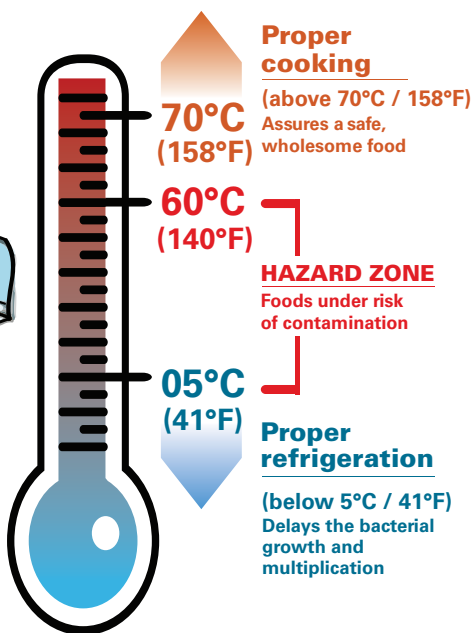 Proper
cooking
(above 70°C / 158°F)
Assures a safe,
wholesome food
70°C
(158°F)
60°C
(140°F)
HAZARD ZONE
Foods under risk
of contamination
05°C
(41°F)
Proper
refrigeration
(below 5°C / 41°F)
Delays the bacterial
growth and
multiplication